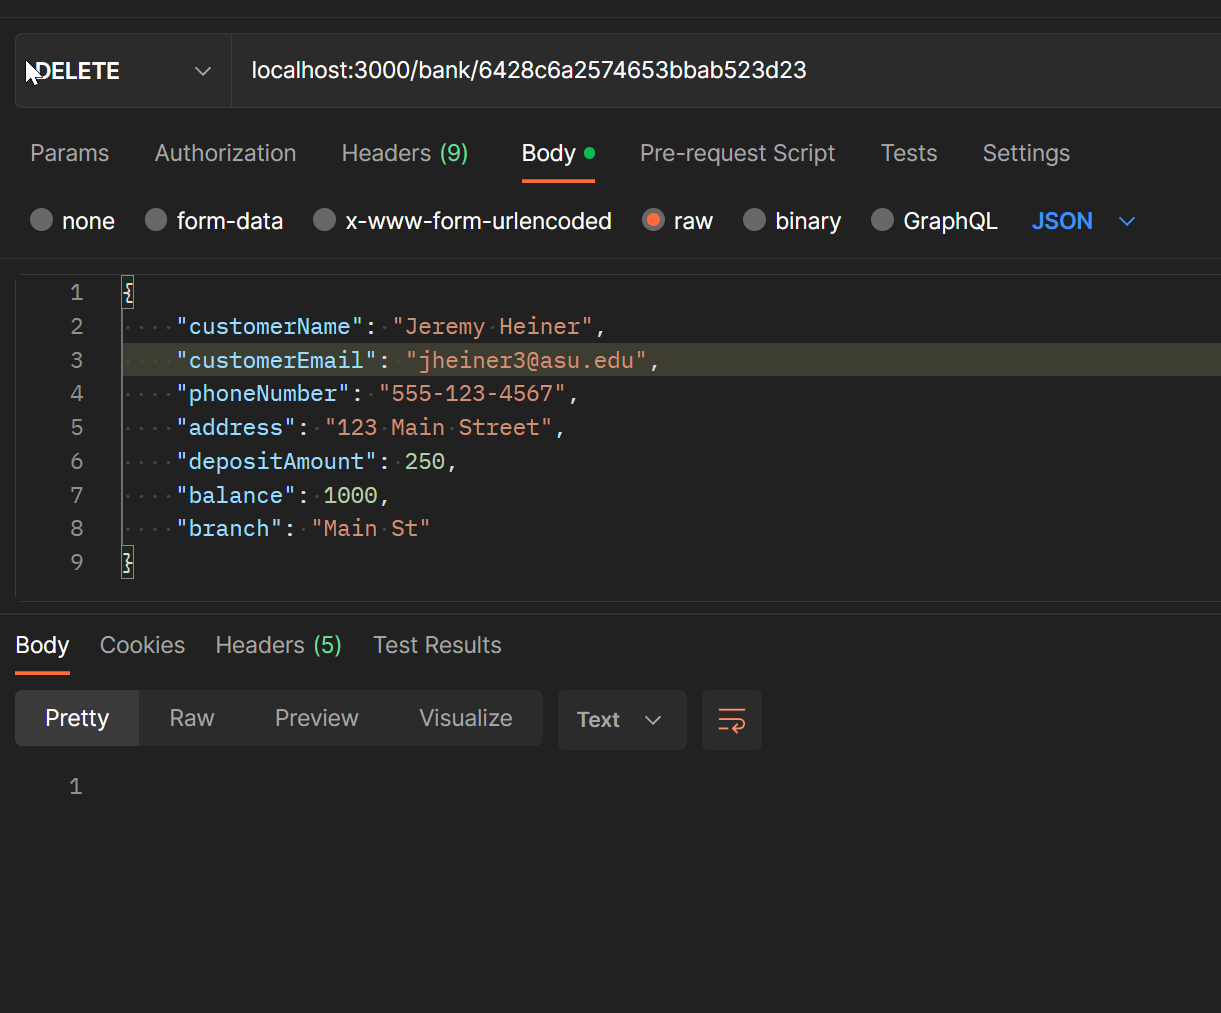 DELETE localhost:3000/bank/6428c6a2574653bbab523d23
Params Authorization Headers (9) Body Pre-request Script Tests Settings
none form-data x-www-form-urlencoded raw binary GraphQL JSON
1 {
2 "customerName": "Jeremy Heiner",
3 "customerEmail": "jheiner3@asu.edu",
4 "phoneNumber": "555-123-4567",
5 "address": "123 Main Street",
6 "depositAmount": 250,
7 "balance": 1000,
8 "branch": "Main St"
9 }
Body Cookies Headers (5) Test Results
Pretty Raw Preview Visualize Text
1